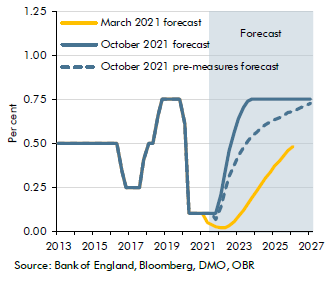 1.25
March 2021 forecast
October 2021 forecast
Forecast
October 2021 pre-measures forecast
1.00
0.75
0.50
0.25
0.00
Per cent
2013 2015 2017 2019 2021 2023 2025 2027
Source: Bank of England, Bloomberg, DMO, OBR